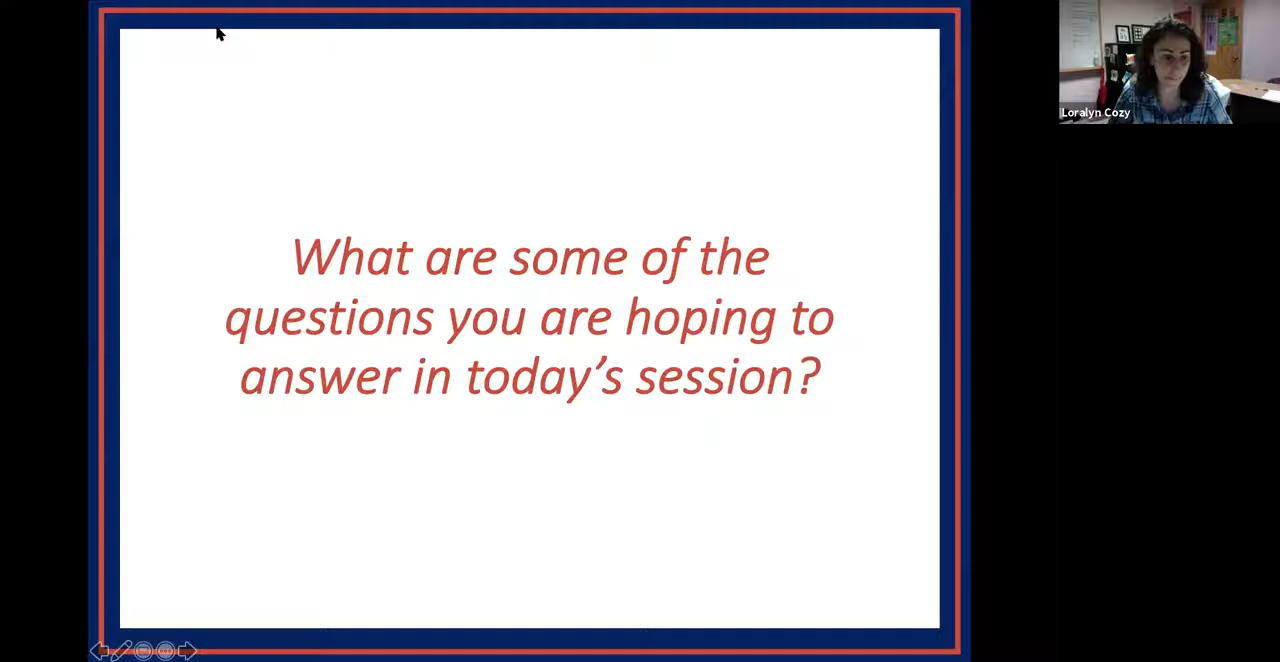 What are some of the
questions you are hoping to
answer in today’s session?
Loralyn Cozy